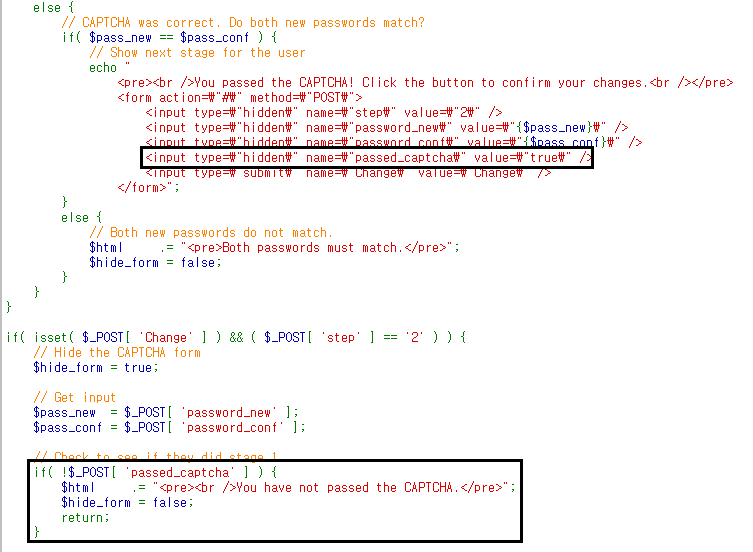 else {
// CAPTCHA was correct. Do both new passwords match?
if( $pass_new == $pass_conf ) {
// Show next stage for the user
echo "
<pre><br />You passed the CAPTCHA! Click the button to confirm your changes.<br /></pre>
<form action=₩"#₩" method=₩"POST₩">
<input type=₩"hidden₩" name=₩"step₩" value=₩"2₩" />
<input type=₩"hidden₩" name=₩"password_new₩" value=₩"{$pass_new}₩" />
<input type=₩"hidden₩" name=₩"password_conf₩" value=₩"{$pass_conf}₩" />
<input type=₩"hidden₩" name=₩"passed_captcha₩" value=₩"true₩" />
<input type=₩"submit₩" name=₩"Change₩" value=₩"Change₩" />
</form>";
}
else {
// Both new passwords do not match.
$html .= "<pre>Both passwords must match.</pre>";
$hide_form = false;
}
}
}
if( isset( $_POST[ 'Change' ] ) && ( $_POST[ 'step' ] == '2' ) ) {
// Hide the CAPTCHA form
$hide_form = true;
// Get input
$pass_new = $_POST[ 'password_new' ];
$pass_conf = $_POST[ 'password_conf' ];
// Check to see if they did stage 1
if( !$_POST[ 'passed_captcha' ] ) {
$html .= "<pre><br />You have not passed the CAPTCHA.</pre>";
$hide_form = false;
return;
}